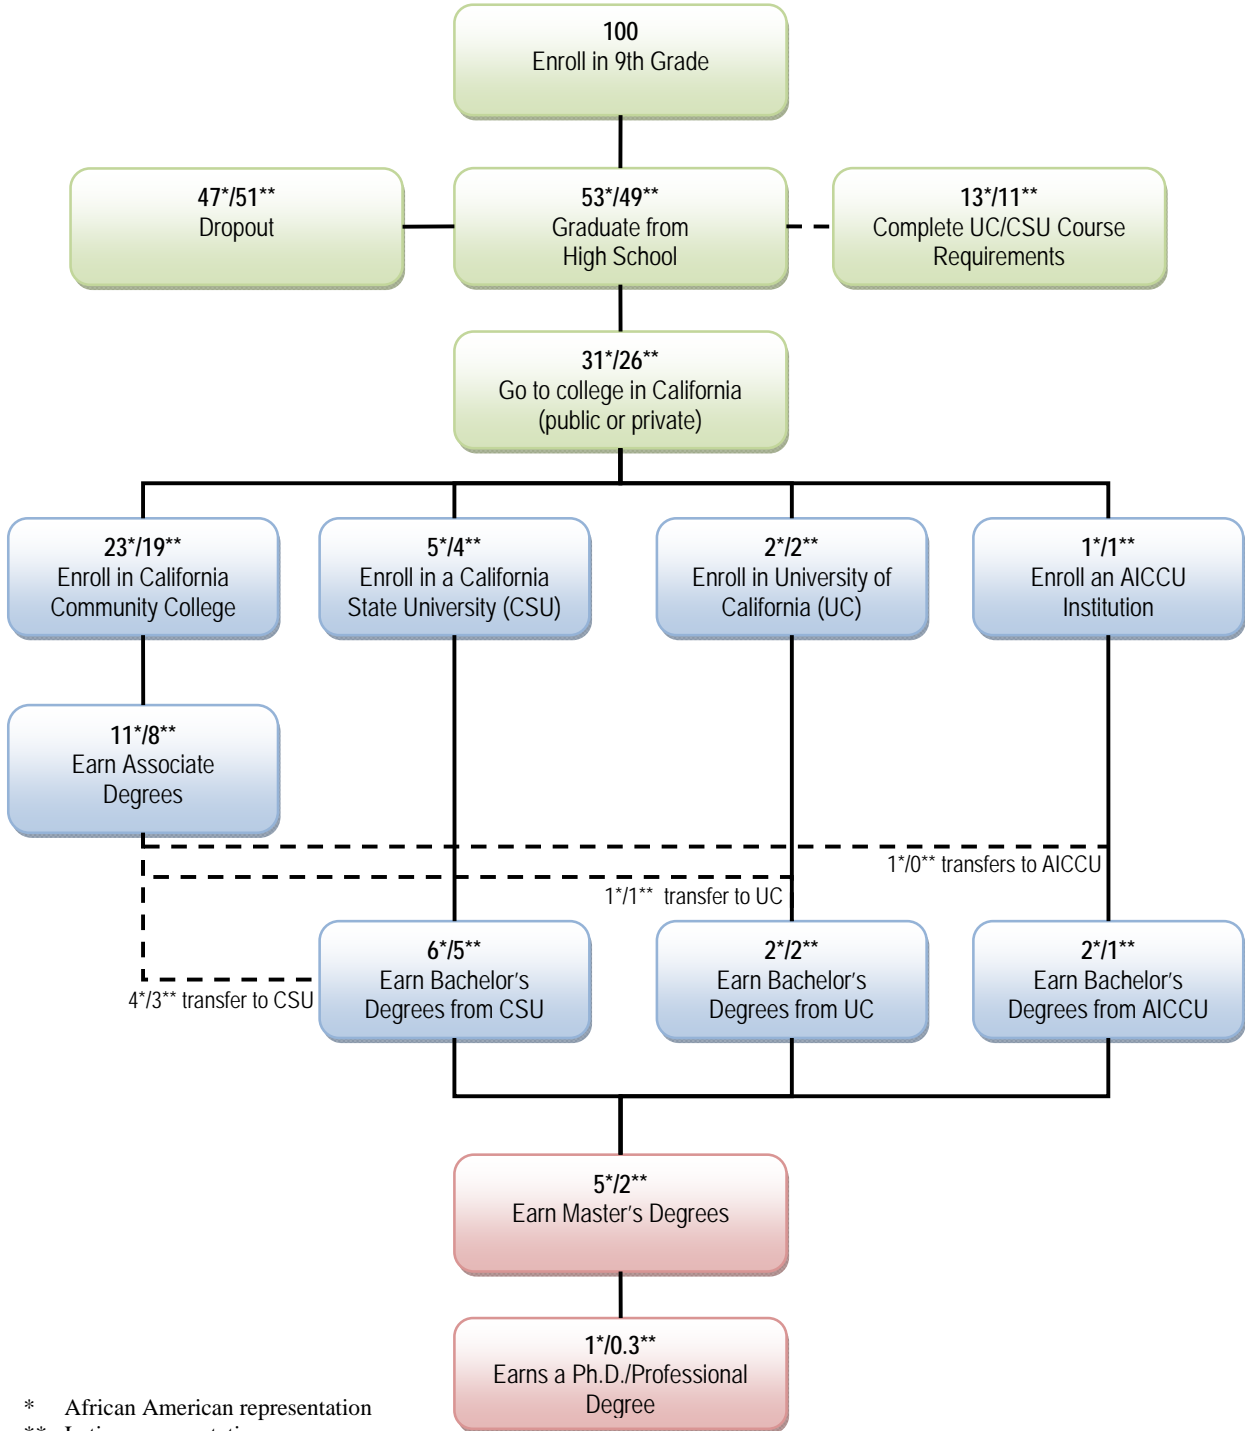 100
Enroll in 9th Grade
47*/51**
Dropout
53*/49**
Graduate from
High School
13*/11**
Complete UC/CSU Course
Requirements
31*/26**
Go to college in California
(public or private)
23*/19**
Enroll in California
Community College
5*/4**
Enroll in a California
State University (CSU)
2*/2**
Enroll in University of
California (UC)
1*/1**
Enroll an AICCU
Institution
11*/8**
Earn Associate
Degrees
1*/0** transfers to AICCU
1*/1** transfer to UC
4*/3** transfer to CSU
6*/5**
Earn Bachelor's
Degrees from CSU
2*/2**
Earn Bachelor's
Degrees from UC
2*/1**
Earn Bachelor's
Degrees from AICCU
5*/2**
Earn Master's Degrees
1*/0.3**
Earns a Ph.D./Professional
Degree
* African American representation